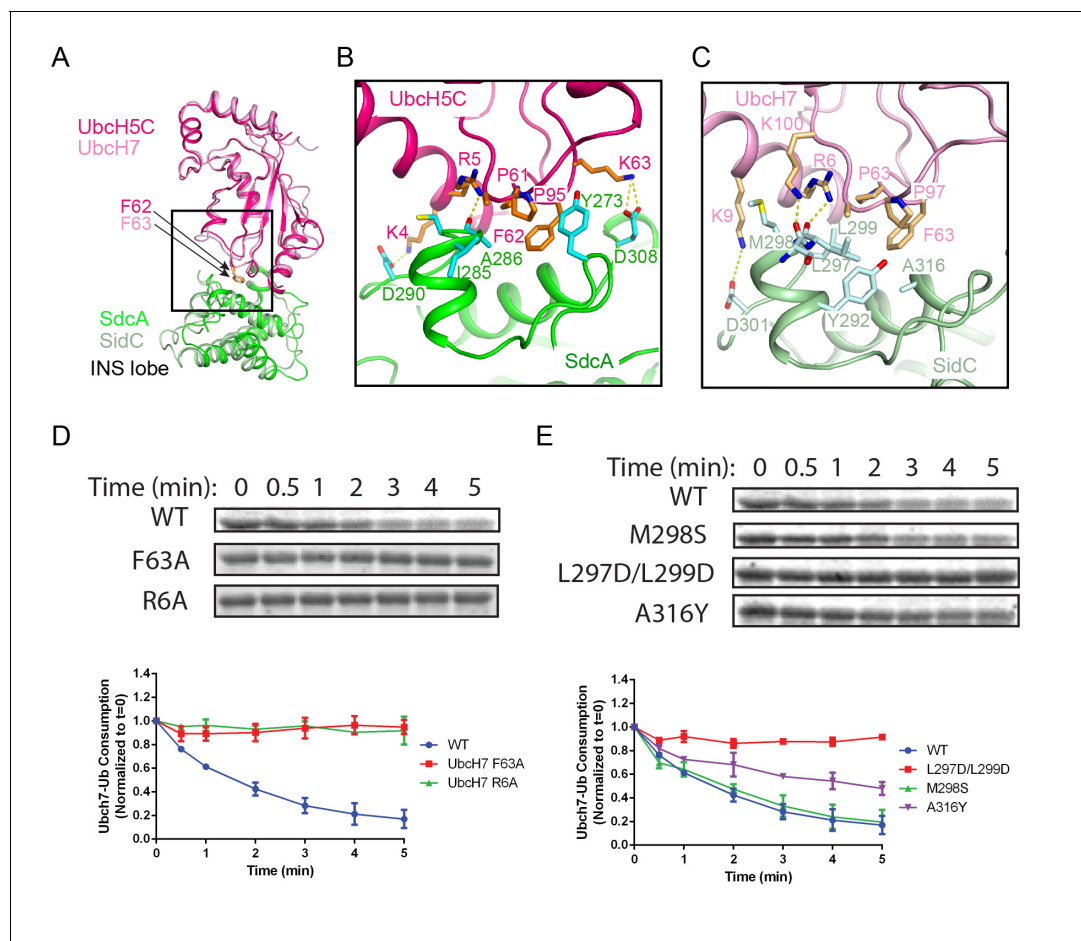 A
UbcH5C
UbcH7
F62
F63
SdcA
SidC
INS lobe
B
UbcH5C
R5
P61
K63
P95
Y273
K4
F62
A286
D308
I285
D290
SdcA
C
UbcH7
K100
R6
P63
P97
K9
L299
M298
F63
L297
A316
D301
Y292
SidC
D
Time (min): 0 0.5 1 2 3 4 5
WT
F63A
R6A
Ubch7-Ub Consumption
(Normalized to t=0)
1.4
1.2
1.0
0.8
0.6
0.4
0.2
0.0
0 1 2 3 4 5
Time (min)
WT
UbcH7 F63A
UbcH7 R6A
E
Time (min): 0 0.5 1 2 3 4 5
WT
M298S
L297D/L299D
A316Y
Ubch7-Ub Consumption
(Normalized to t=0)
1.4
1.2
1.0
0.8
0.6
0.4
0.2
0.0
0 1 2 3 4 5
Time (min)
WT
L297D/L299D
M298S
A316Y